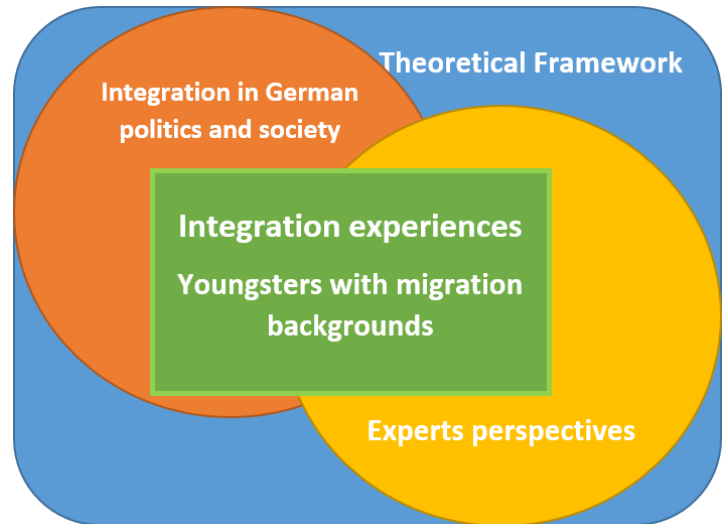 Theoretical Framework
Integration in German
politics and society
Integration experiences
Youngsters with migration
backgrounds
Experts perspectives